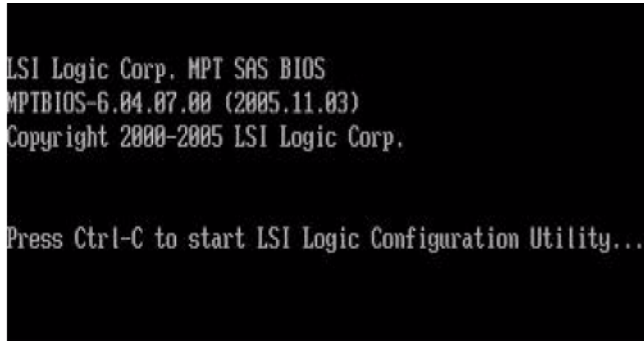 LSI Logic Corp. MPT SAS BIOS
MPTBIOS-6.04.07.00 (2005.11.03)
Copyright 2000-2005 LSI Logic Corp.
Press Ctrl-C to start LSI Logic Configuration Utility...